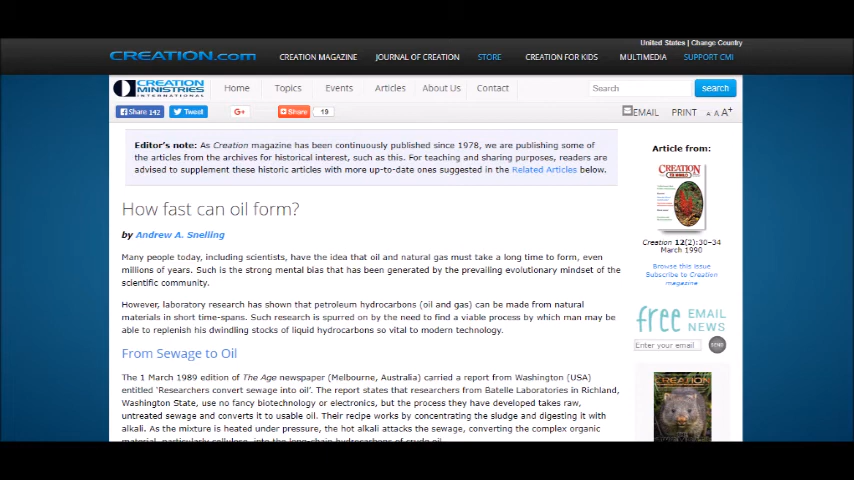 United States | Change Country
CREATION.com
CREATION MAGAZINE
JOURNAL OF CREATION
STORE
CREATION FOR KIDS
MULTIMEDIA
SUPPORT CMI
CREATION
MINISTRIES
INTERNATIONAL
Home
Topics
Events
Articles
About Us
Contact
Search
search
Share 142
Tweet
G+
Share
19
EMAIL
PRINT
A A A+
Editor's note: As Creation magazine has been continuously published since 1978, we are publishing some of
the articles from the archives for historical interest, such as this. For teaching and sharing purposes, readers are
advised to supplement these historic articles with more up-to-date ones suggested in the Related Articles below.
How fast can oil form?
by Andrew A. Snelling
Many people today, including scientists, have the idea that oil and natural gas must take a long time to form, even
millions of years. Such is the strong mental bias that has been generated by the prevailing evolutionary mindset of the
scientific community.
However, laboratory research has shown that petroleum hydrocarbons (oil and gas) can be made from natural
materials in short time-spans. Such research is spurred on by the need to find a viable process by which man may be
able to replenish his dwindling stocks of liquid hydrocarbons so vital to modern technology.
From Sewage to Oil
The 1 March 1989 edition of The Age newspaper (Melbourne, Australia) carried a report from Washington (USA)
entitled 'Researchers convert sewage into oil'. The report states that researchers from Batelle Laboratories in Richland,
Washington State, use no fancy biotechnology or electronics, but the process they have developed takes raw,
untreated sewage and converts it to usable oil. Their recipe works by concentrating the sludge and digesting it with
alkali. As the mixture is heated under pressure, the hot alkali attacks the sewage, converting the complex organic
material, particularly cellulose, into the long-chain hydrocarbons of crude oil.
Article from:
CREATION
Creation 12(2):30–34
March 1990
Browse this issue
Subscribe to Creation
magazine
free EMAIL
NEWS
Enter your email
SEND
CREATION